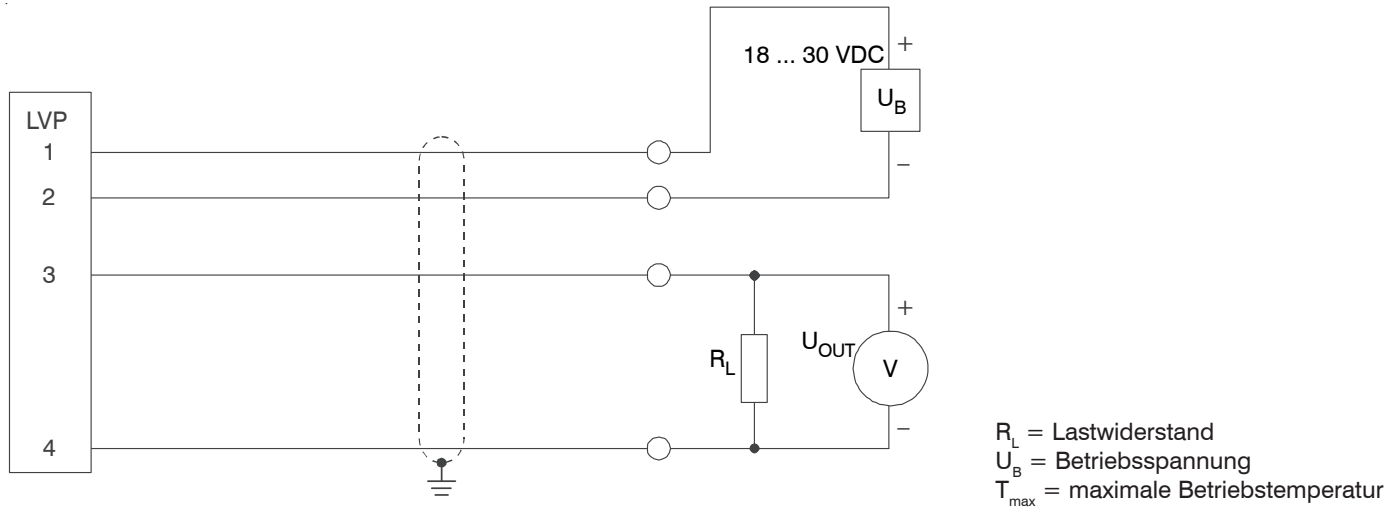 18 ... 30 VDC
+
U_B
−
LVP
1
2
3
4
+
U_OUT
V
R_L
−
R_L = Lastwiderstand
U_B = Betriebsspannung
T_max = maximale Betriebstemperatur